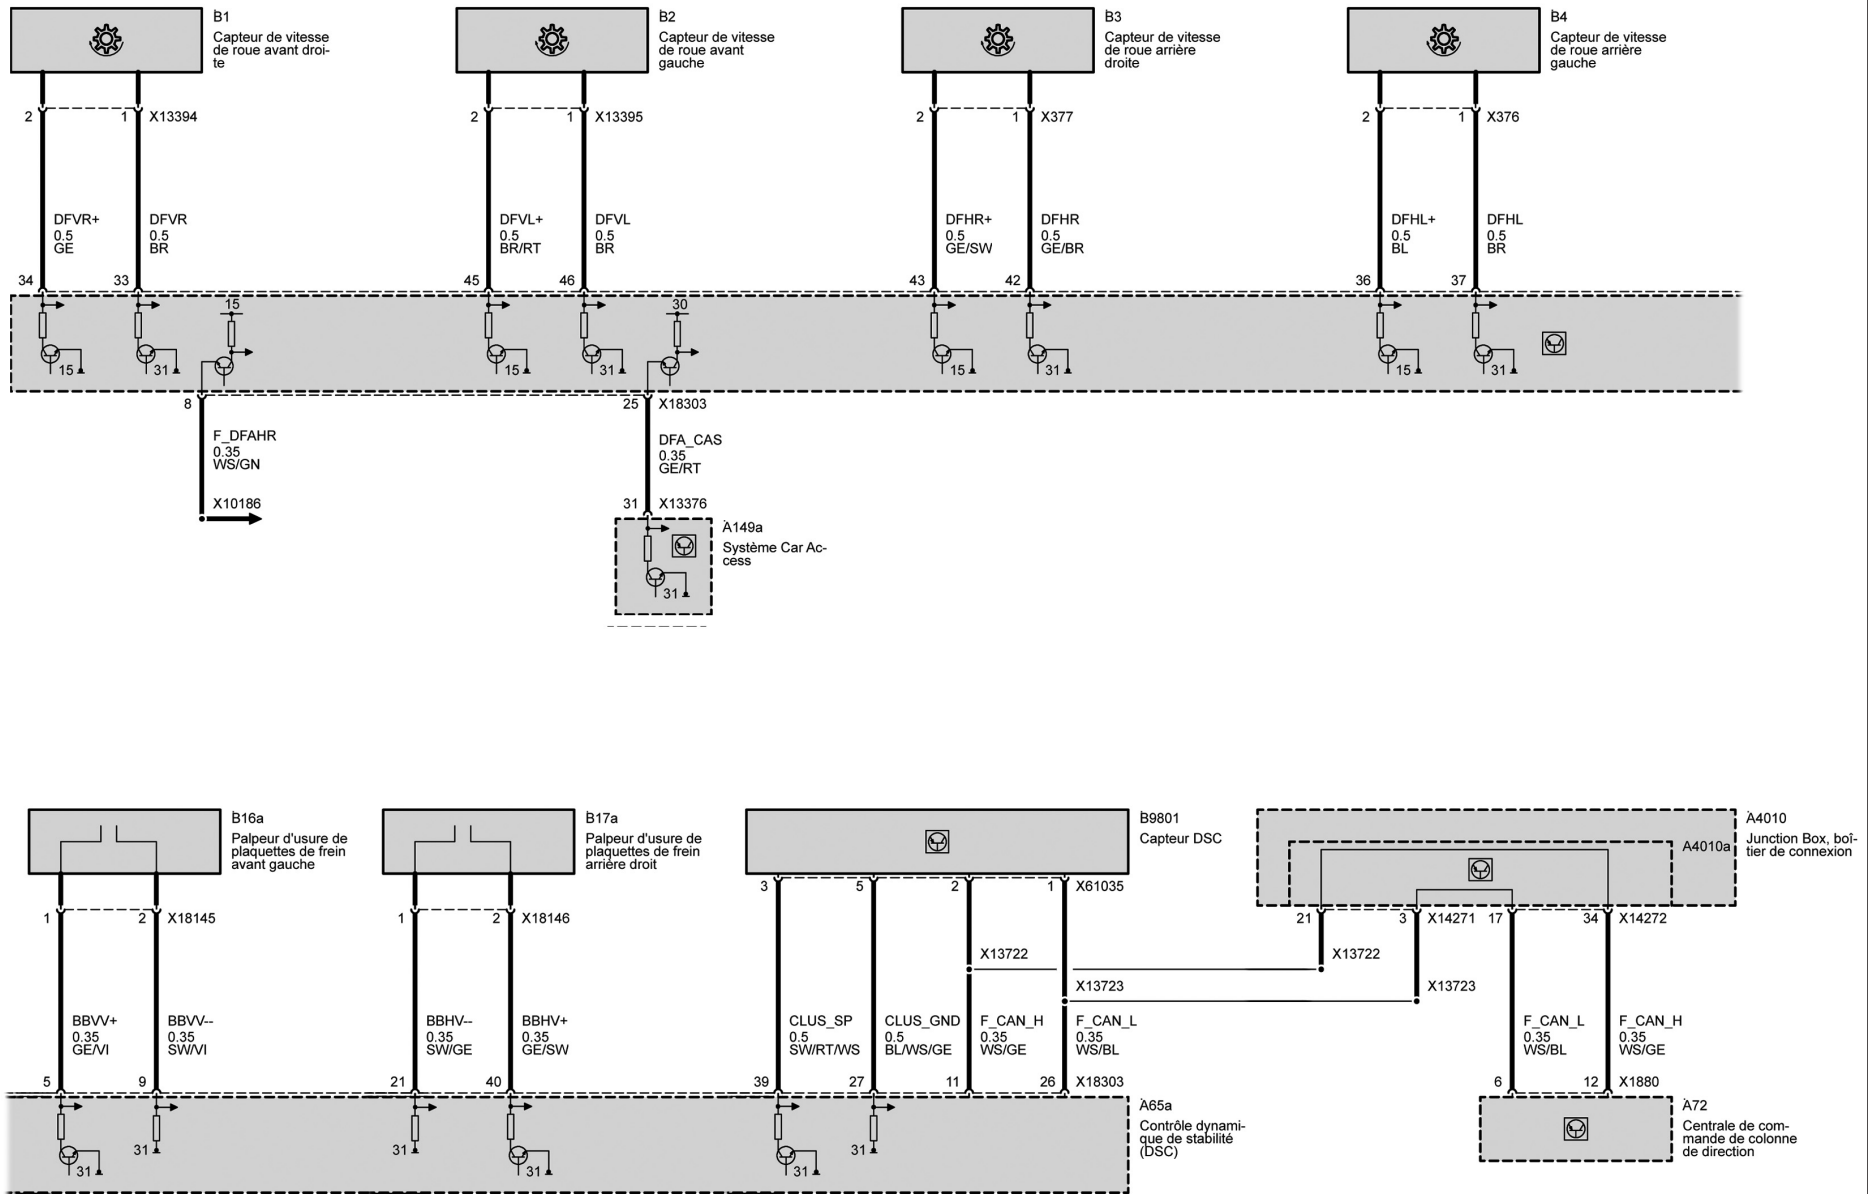 B1
Capteur de vitesse
de roue avant droi-
te
B2
Capteur de vitesse
de roue avant
gauche
B3
Capteur de vitesse
de roue arrière
droite
B4
Capteur de vitesse
de roue arrière
gauche
2 1 X13394 2 1 X13395 2 1 X377 2 1 X376
DFVR+
0.5
GE
DFVR
0.5
BR
DFVL+
0.5
BR/RT
DFVL
0.5
BR
DFHR+
0.5
GE/SW
DFHR
0.5
GE/BR
DFHL+
0.5
BL
DFHL
0.5
BR
34 33 45 46 43 42 36 37
15 30
15 31 15 31 15 31 15 31
8 25 X18303
F_DFAHR
0.35
WS/GN
DFA_CAS
0.35
GE/RT
X10186
31 X13376
A149a
Système Car Ac-
cess
31
B16a
Palpeur d'usure de
plaquettes de frein
avant gauche
B17a
Palpeur d'usure de
plaquettes de frein
arrière droit
B9801
Capteur DSC
A4010
Junction Box, boî-
tier de connexion
A4010a
3 5 2 1 X61035
1 2 X18145 1 2 X18146
21 3 X14271 17 34 X14272
X13722 X13722
X13723 X13723
BBVV+
0.35
GE/VI
BBVV--
0.35
SW/VI
BBHV--
0.35
SW/GE
BBHV+
0.35
GE/SW
CLUS_SP
0.5
SW/RT/WS
CLUS_GND
0.5
BL/WS/GE
F_CAN_H
0.35
WS/GE
F_CAN_L
0.35
WS/BL
F_CAN_L
0.35
WS/BL
F_CAN_H
0.35
WS/GE
5 9 21 40 39 27 11 26 X18303 6 12 X1880
A65a
Contrôle dynami-
que de stabilité
(DSC)
A72
Centrale de com-
mande de colonne
de direction
31 31 31 31 31 31